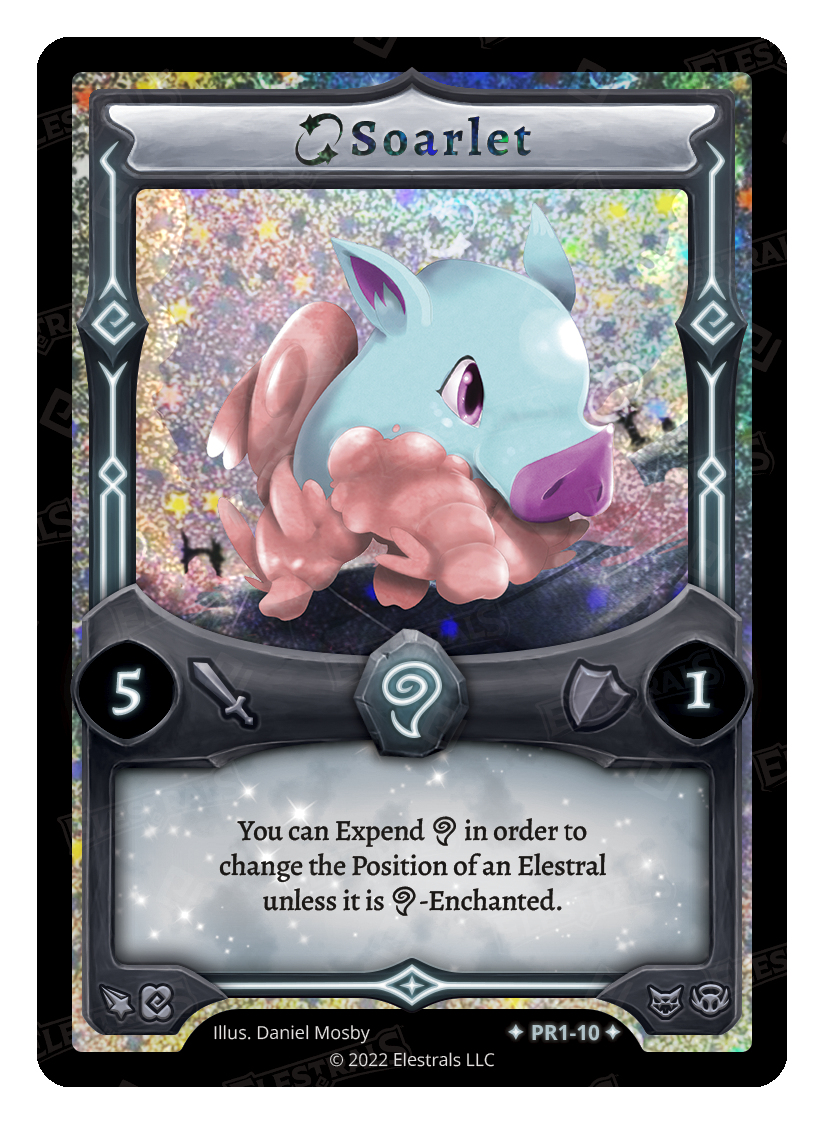 Soarlet
5
1
You can Expend in order to
change the Position of an Elestral
unless it is -Enchanted.
Illus. Daniel Mosby
PR1-10
© 2022 Elestrals LLC
ELESTRALS